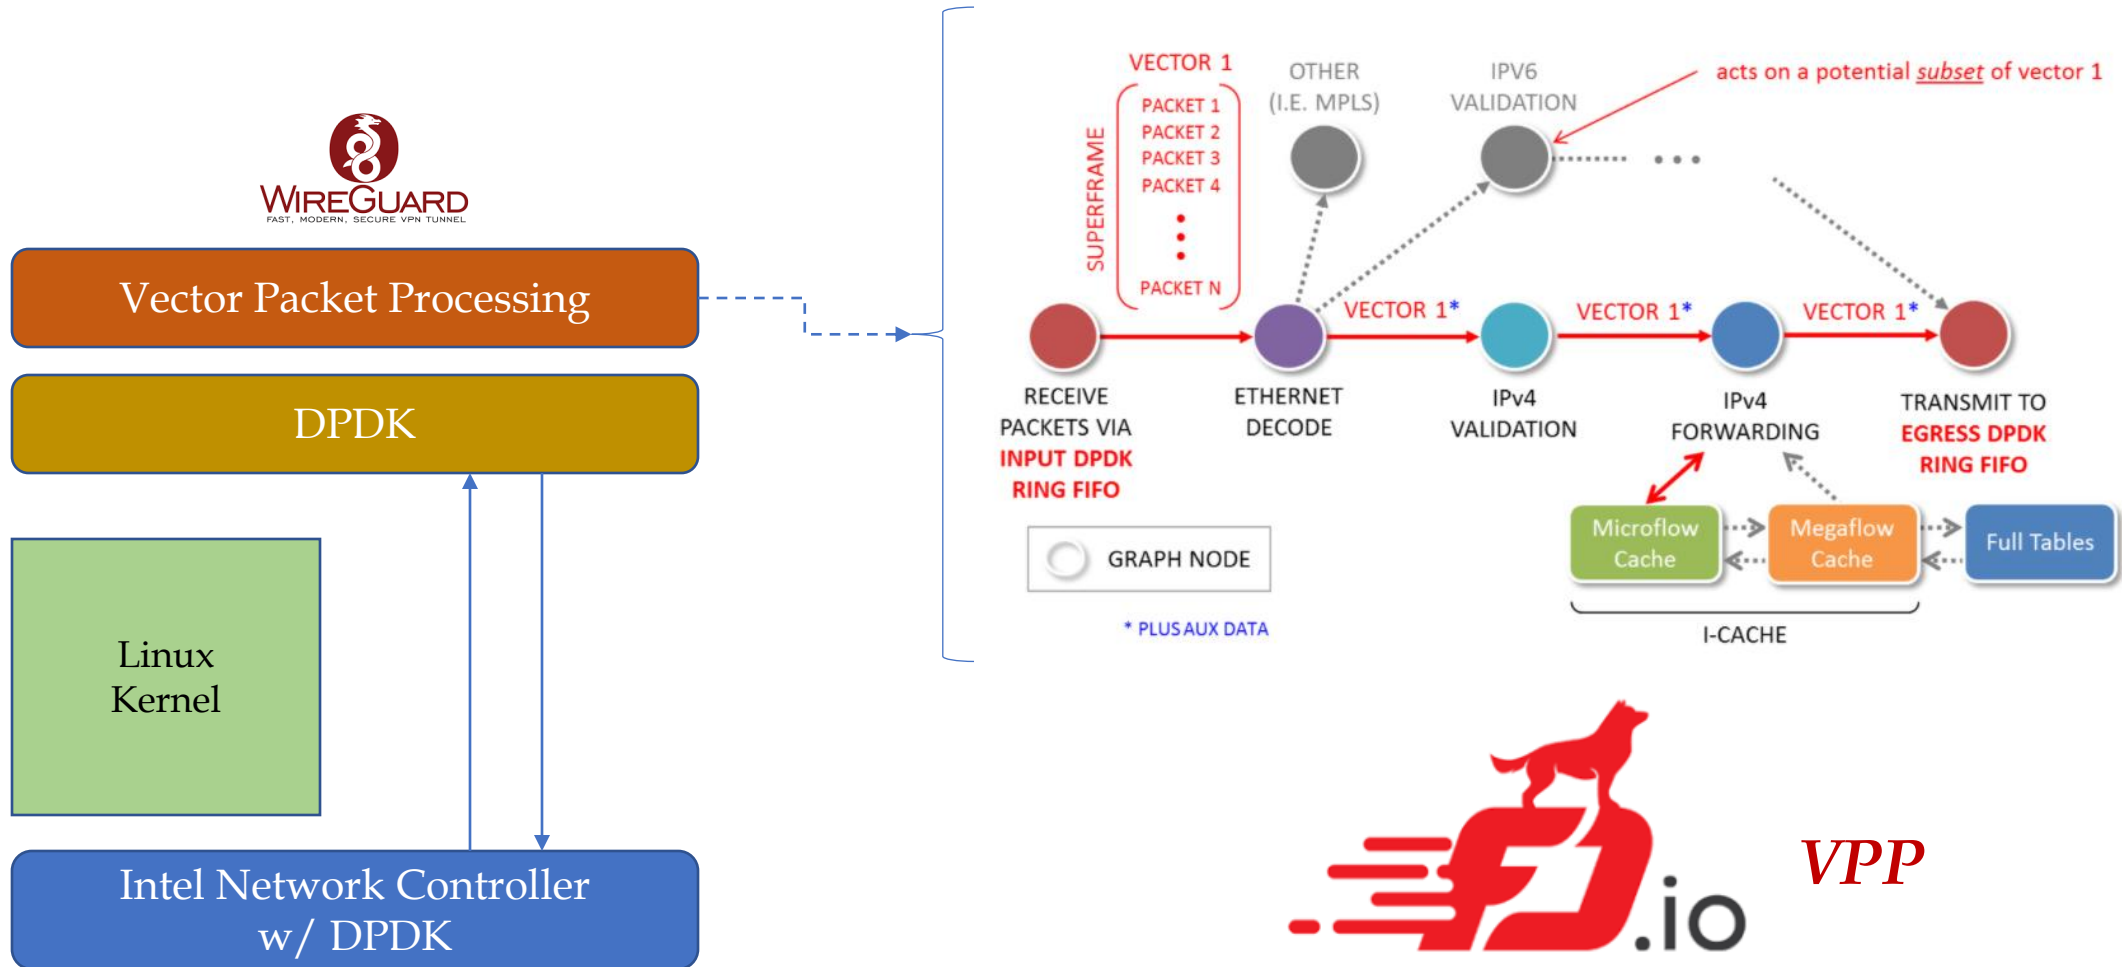 WIREGUARD
FAST, MODERN, SECURE VPN TUNNEL
Vector Packet Processing
DPDK
Linux
Kernel
Intel Network Controller
w/ DPDK
VECTOR 1
SUPERFRAME
PACKET 1
PACKET 2
PACKET 3
PACKET 4
PACKET N
OTHER
(I.E. MPLS)
IPV6
VALIDATION
acts on a potential subset of vector 1
VECTOR 1*
VECTOR 1*
VECTOR 1*
RECEIVE
PACKETS VIA
INPUT DPDK
RING FIFO
ETHERNET
DECODE
IPv4
VALIDATION
IPv4
FORWARDING
TRANSMIT TO
EGRESS DPDK
RING FIFO
Microflow
Cache
Megaflow
Cache
Full Tables
I-CACHE
GRAPH NODE
* PLUS AUX DATA
FD.io
VPP